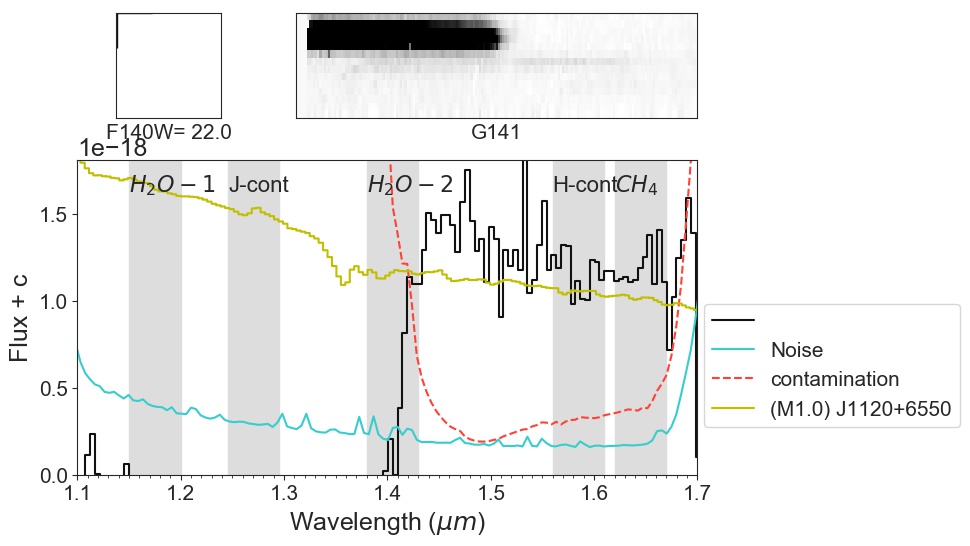 F140W= 22.0
G141
1e−18
H₂O − 1 J-cont H₂O − 2 H-cont CH₄
1.5
1.0
0.5
0.0
Flux + c
1.1 1.2 1.3 1.4 1.5 1.6 1.7
Wavelength (μm)
Noise
contamination
(M1.0) J1120+6550